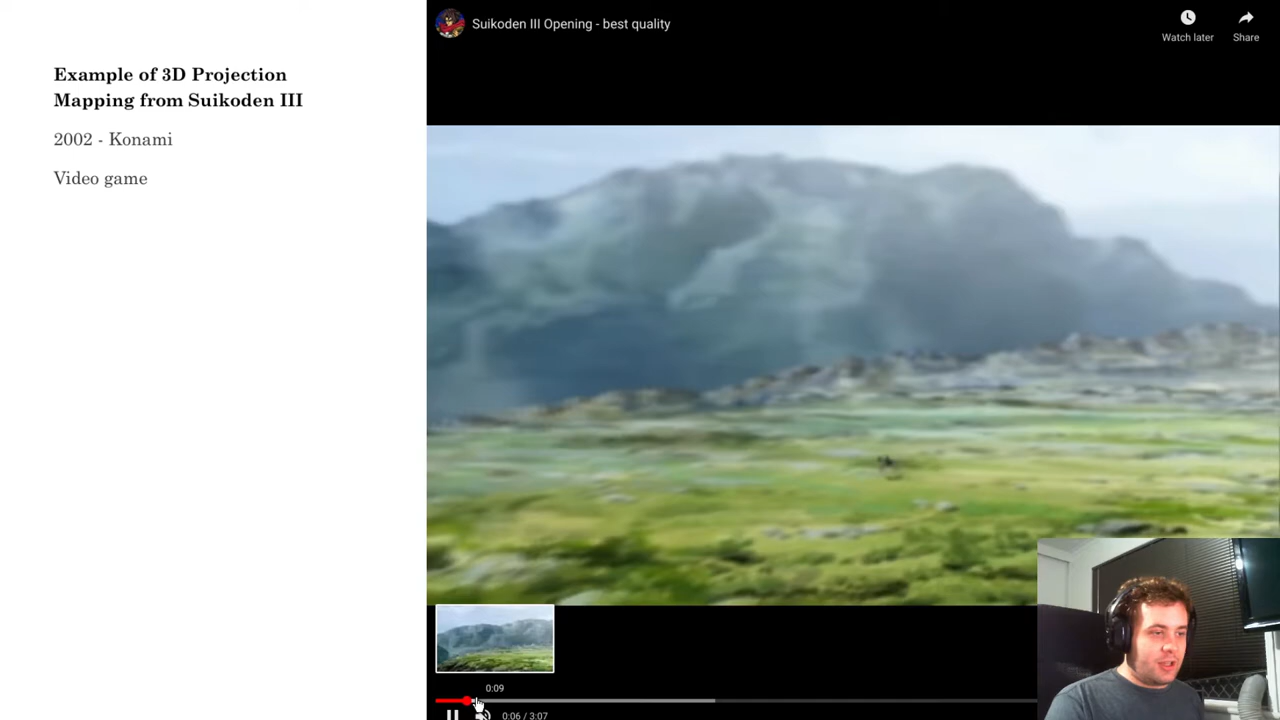 Example of 3D Projection
Mapping from Suikoden III
2002 - Konami
Video game
Suikoden III Opening - best quality
Watch later
Share
0:09
0:06 / 3:07